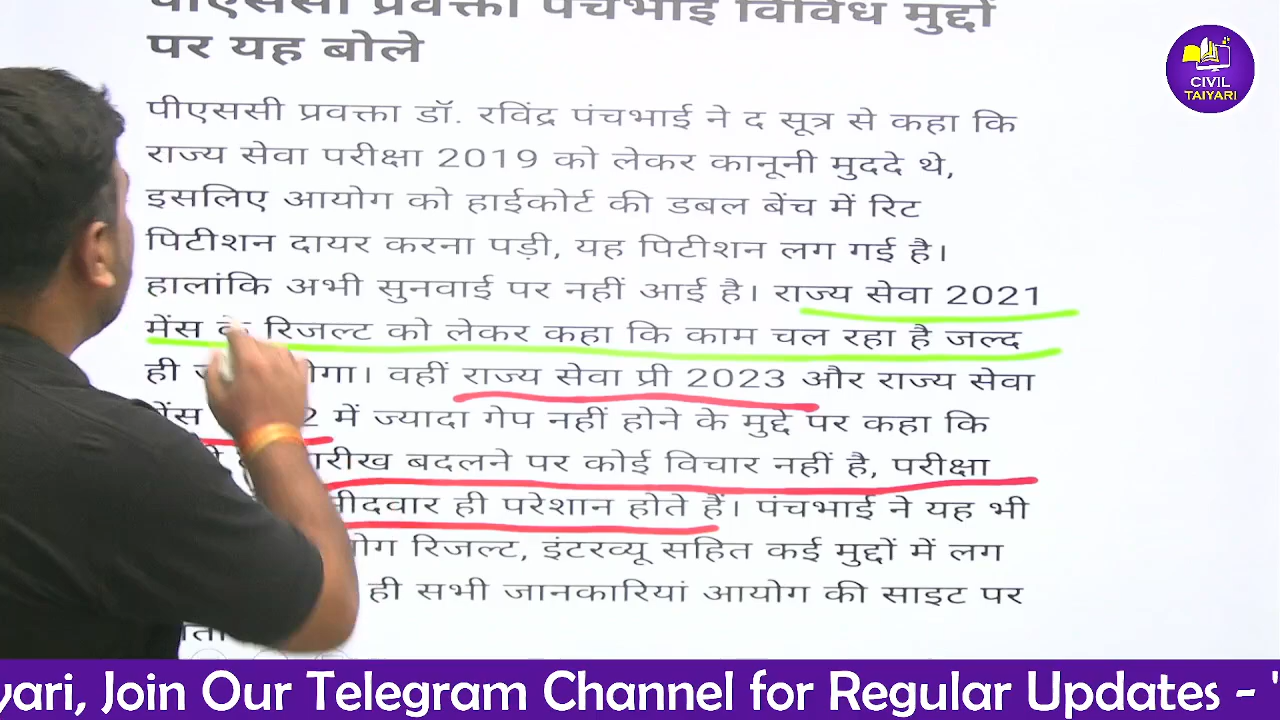 पीएससी प्रवक्ता पंचभाई विविध मुद्दों
पर यह बोले
CIVIL
TAIYARI
पीएससी प्रवक्ता डॉ. रविंद्र पंचभाई ने द सूत्र से कहा कि
राज्य सेवा परीक्षा 2019 को लेकर कानूनी मुददे थे,
इसलिए आयोग को हाईकोर्ट की डबल बेंच में रिट
पिटीशन दायर करना पड़ी, यह पिटीशन लग गई है।
हालांकि अभी सुनवाई पर नहीं आई है। राज्य सेवा 2021
मेंस के रिजल्ट को लेकर कहा कि काम चल रहा है जल्द
ही वहीं राज्य सेवा प्री 2023 और राज्य सेवा
में ज्यादा गेप नहीं होने के मुद्दे पर कहा कि
बदलने पर कोई विचार नहीं है, परीक्षा
ही परेशान होते हैं। पंचभाई ने यह भी
रिजल्ट, इंटरव्यू सहित कई मुद्दों में लग
ही सभी जानकारियां आयोग की साइट पर
yari, Join Our Telegram Channel for Regular Updates - '